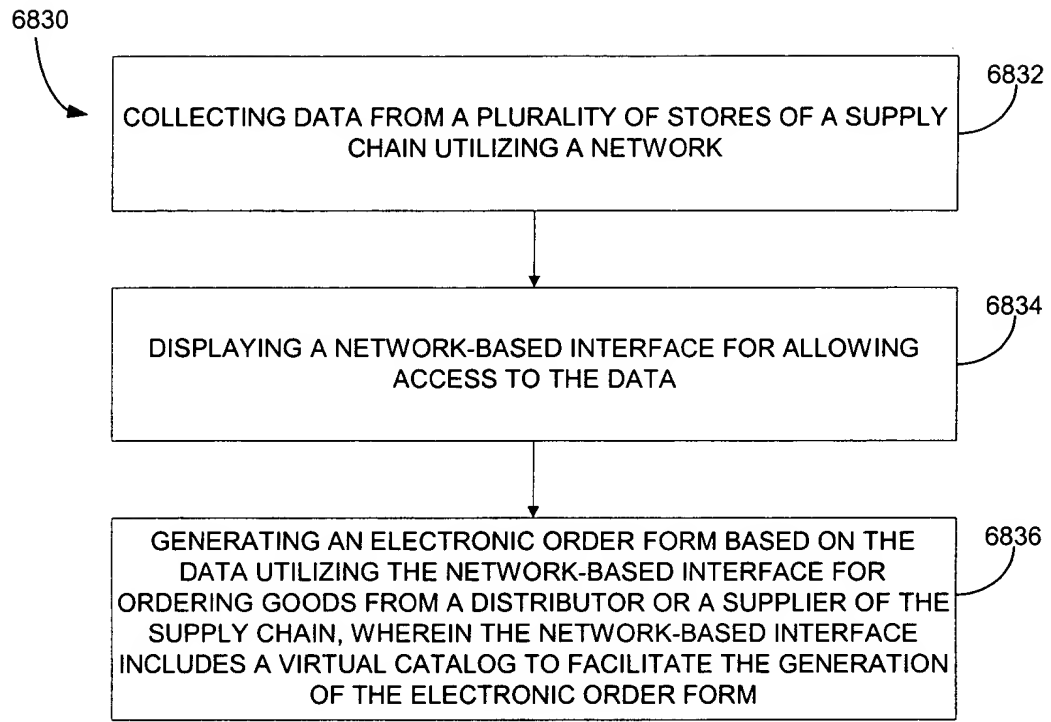 6830
6832
COLLECTING DATA FROM A PLURALITY OF STORES OF A SUPPLY
CHAIN UTILIZING A NETWORK
6834
DISPLAYING A NETWORK-BASED INTERFACE FOR ALLOWING
ACCESS TO THE DATA
6836
GENERATING AN ELECTRONIC ORDER FORM BASED ON THE
DATA UTILIZING THE NETWORK-BASED INTERFACE FOR
ORDERING GOODS FROM A DISTRIBUTOR OR A SUPPLIER OF THE
SUPPLY CHAIN, WHEREIN THE NETWORK-BASED INTERFACE
INCLUDES A VIRTUAL CATALOG TO FACILITATE THE GENERATION
OF THE ELECTRONIC ORDER FORM